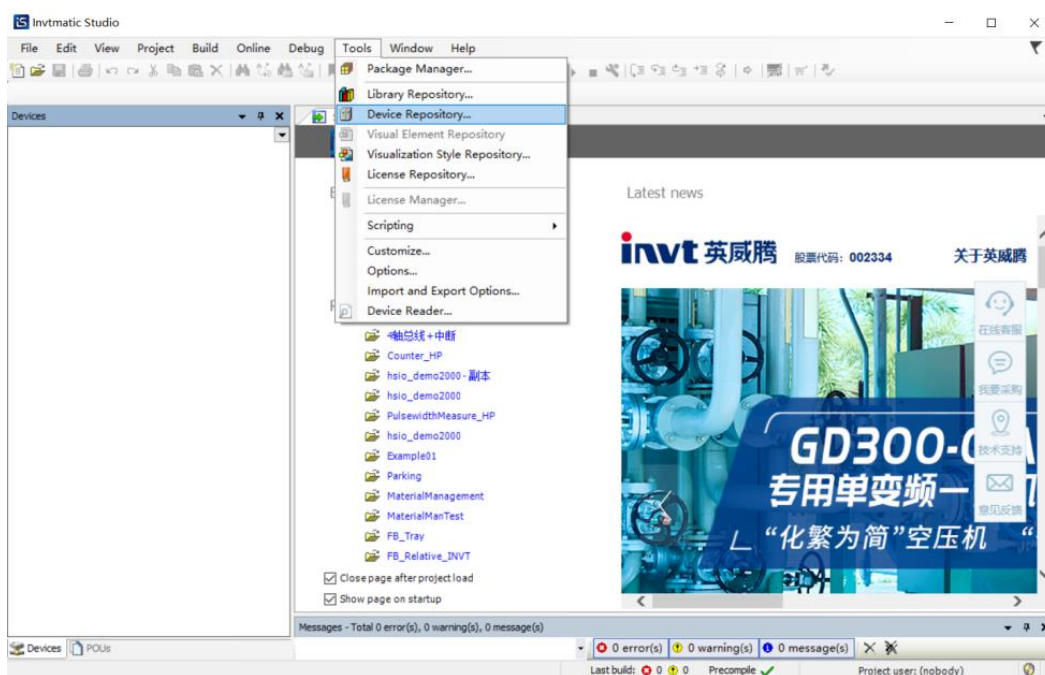 Invtmatic Studio
File Edit View Project Build Online Debug Tools Window Help
Package Manager...
Library Repository...
Device Repository...
Visual Element Repository
Visualization Style Repository...
License Repository...
License Manager...
Scripting
Customize...
Options...
Import and Export Options...
Device Reader...
Devices
Latest news
invt 英威腾 股票代码：002334 关于英威腾
轴总线+中断
Counter_HP
hsio_demo2000-副本
hsio_demo2000
PulsewidthMeasure_HP
hsio_demo2000
Example01
Parking
MaterialManagement
MaterialManTest
FB_Tray
FB_Relative_INVT
Close page after project load
Show page on startup
在线客服
我要采购
技术支持
意见反馈
GD300-
专用单变频一
“化繁为简”空压机 “
Messages - Total 0 error(s), 0 warning(s), 0 message(s)
0 error(s) 0 warning(s) 0 message(s)
Devices POUs
Last build: 0 0 Precompile Project user: (nobody)